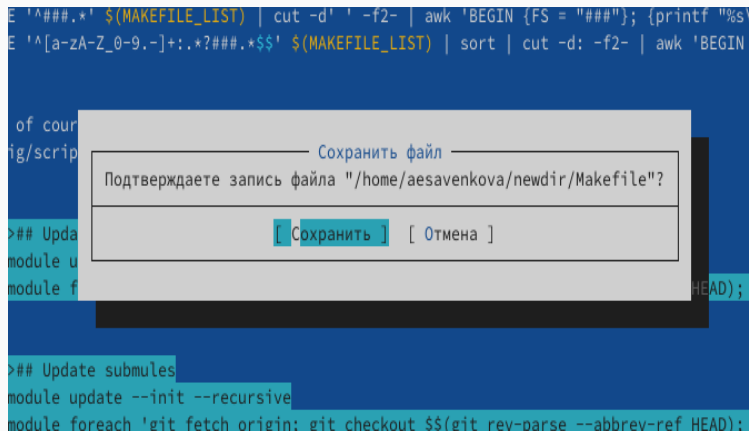 E '^###.*' $(MAKEFILE_LIST) | cut -d' ' -f2- | awk 'BEGIN {FS = "###"}; {printf "%s\
E '^[a-zA-Z_0-9.-]+:.*?###.*$$' $(MAKEFILE_LIST) | sort | cut -d: -f2- | awk 'BEGIN
of cour
ig/scrip
Сохранить файл
Подтверждаете запись файла "/home/aesavenkova/newdir/Makefile"?
[ Сохранить ] [ Отмена ]
>## Upda
module u
module f HEAD);
>## Update submules
module update --init --recursive
module foreach 'git fetch origin; git checkout $$(git rev-parse --abbrev-ref HEAD);